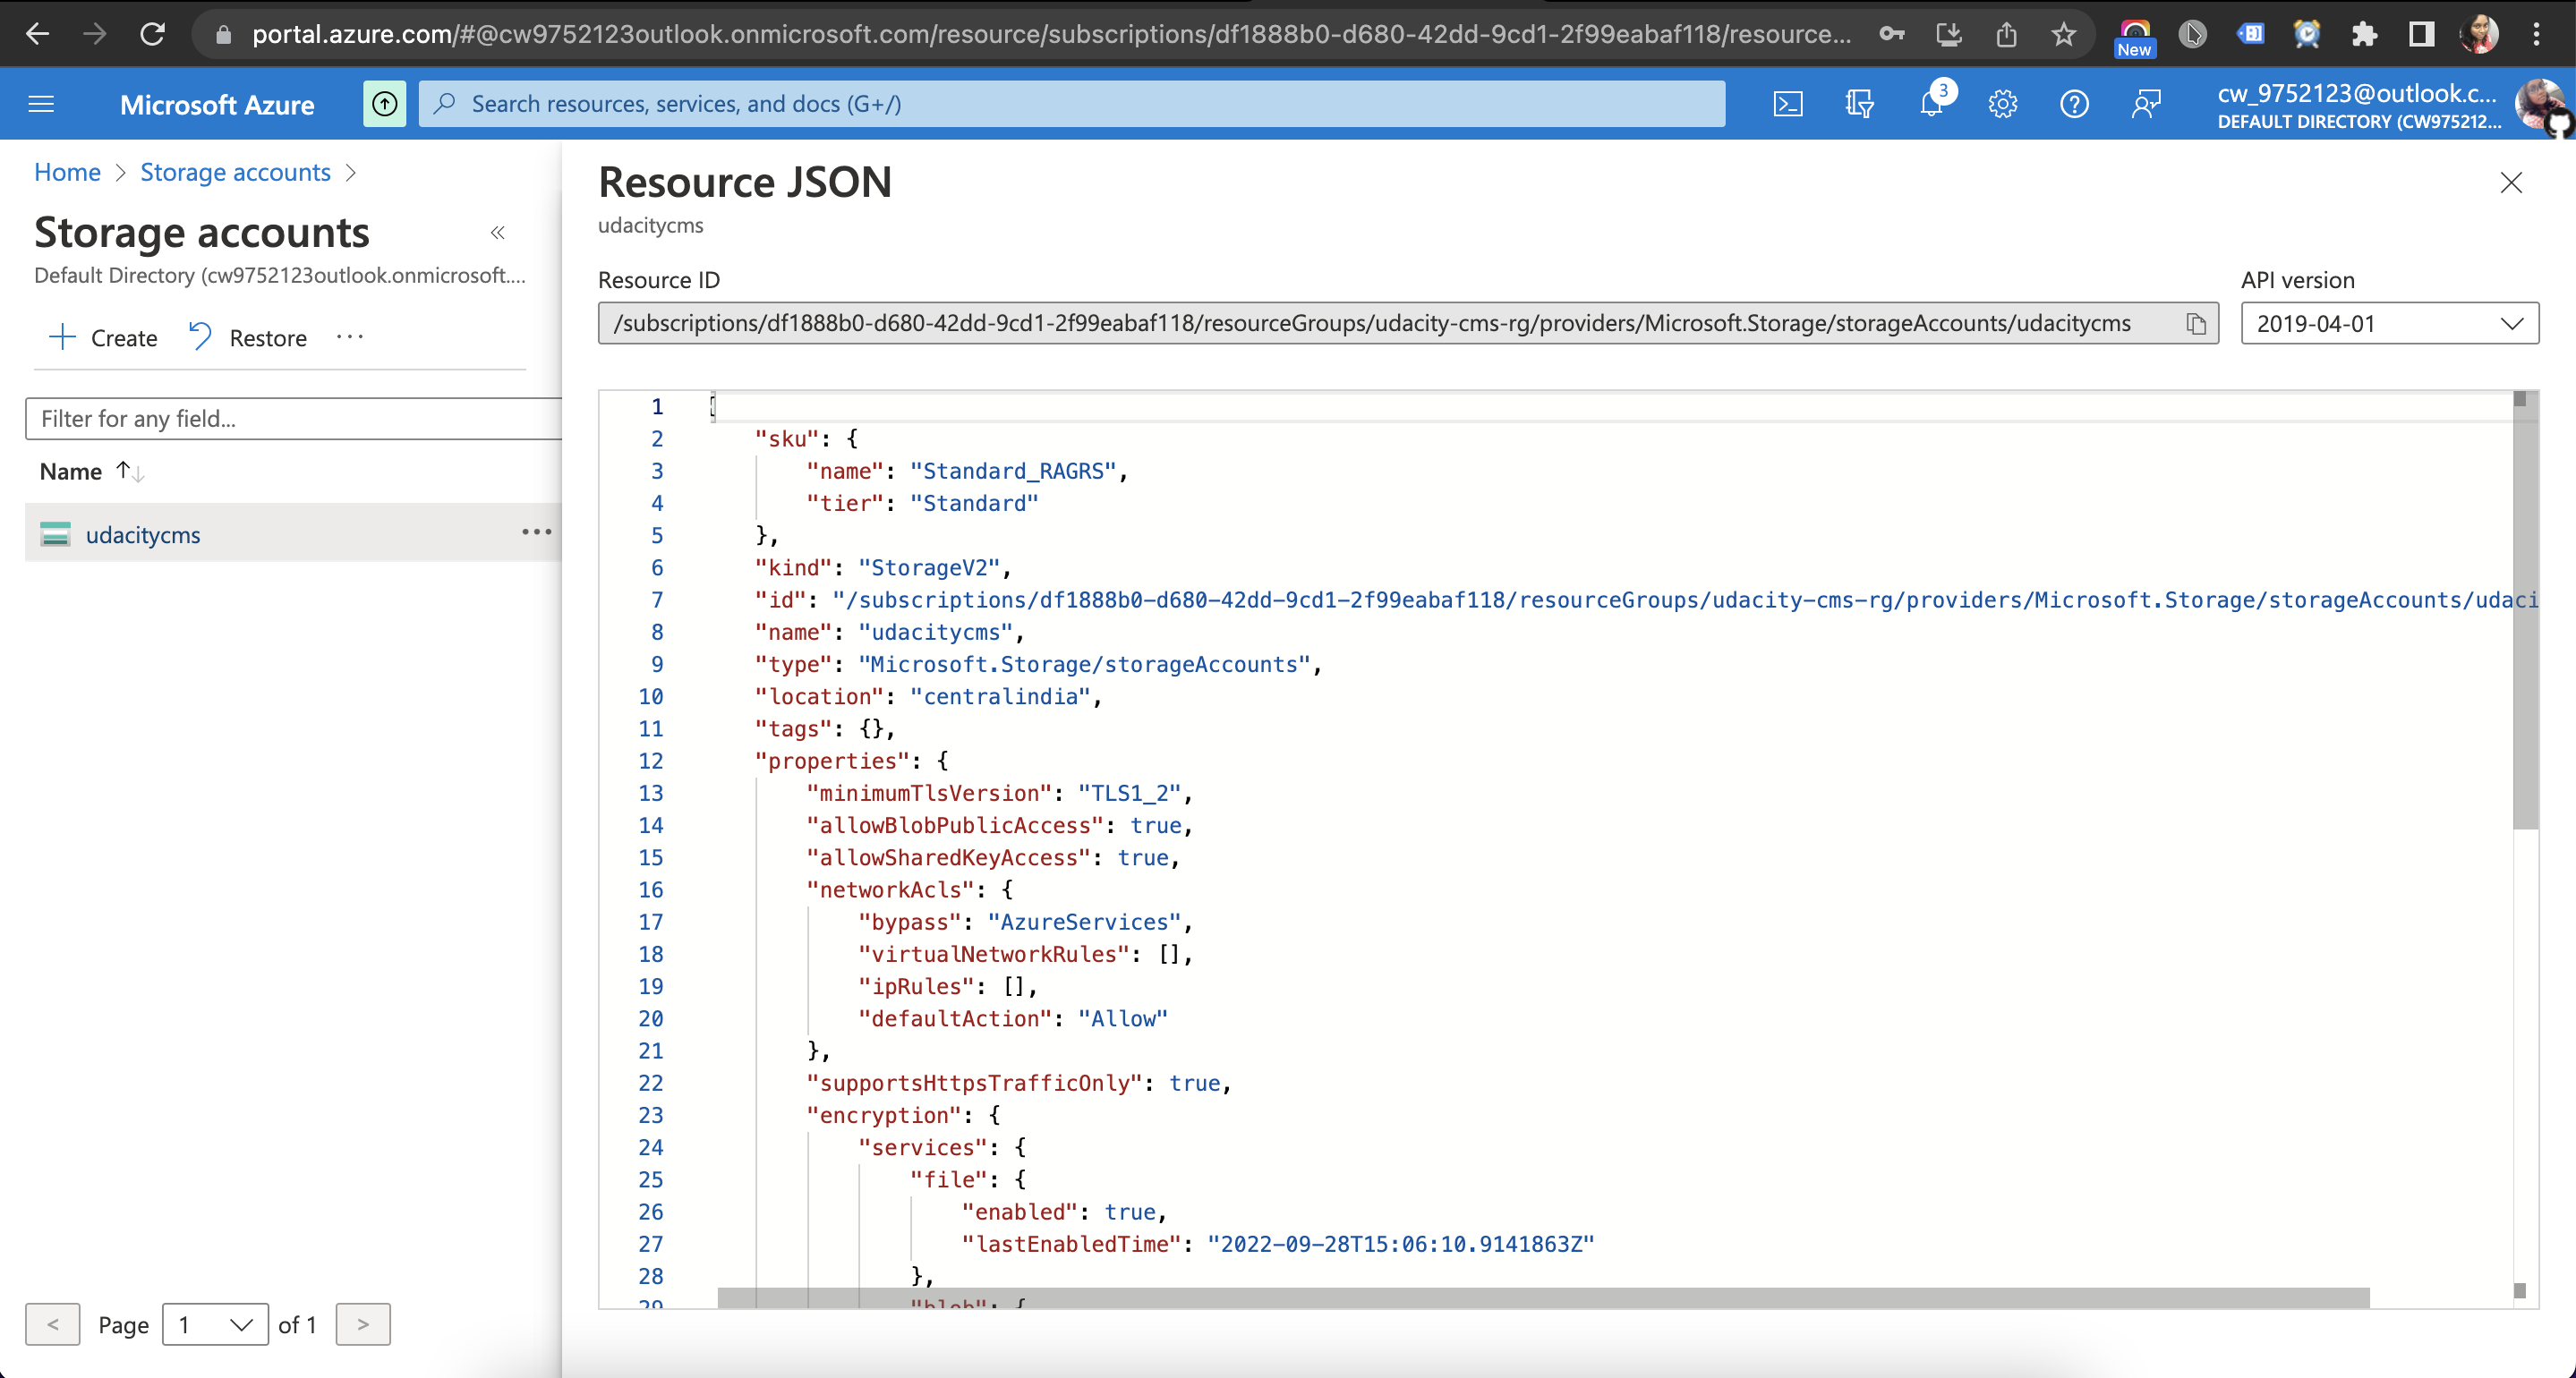 portal.azure.com/#@cw9752123outlook.onmicrosoft.com/resource/subscriptions/df1888b0-d680-42dd-9cd1-2f99eabaf118/resource...
New
Microsoft Azure
Search resources, services, and docs (G+/)
3
cw_9752123@outlook.c...
DEFAULT DIRECTORY (CW975212...
Home > Storage accounts >
Storage accounts
«
Default Directory (cw9752123outlook.onmicrosoft....
+ Create
Restore
...
Filter for any field...
Name ↑↓
udacitycms
...
< Page 1 of 1 >
Resource JSON
udacitycms
Resource ID
/subscriptions/df1888b0-d680-42dd-9cd1-2f99eabaf118/resourceGroups/udacity-cms-rg/providers/Microsoft.Storage/storageAccounts/udacitycms
API version
2019-04-01
1 {
2 "sku": {
3 "name": "Standard_RAGRS",
4 "tier": "Standard"
5 },
6 "kind": "StorageV2",
7 "id": "/subscriptions/df1888b0-d680-42dd-9cd1-2f99eabaf118/resourceGroups/udacity-cms-rg/providers/Microsoft.Storage/storageAccounts/udaci
8 "name": "udacitycms",
9 "type": "Microsoft.Storage/storageAccounts",
10 "location": "centralindia",
11 "tags": {},
12 "properties": {
13 "minimumTlsVersion": "TLS1_2",
14 "allowBlobPublicAccess": true,
15 "allowSharedKeyAccess": true,
16 "networkAcls": {
17 "bypass": "AzureServices",
18 "virtualNetworkRules": [],
19 "ipRules": [],
20 "defaultAction": "Allow"
21 },
22 "supportsHttpsTrafficOnly": true,
23 "encryption": {
24 "services": {
25 "file": {
26 "enabled": true,
27 "lastEnabledTime": "2022-09-28T15:06:10.9141863Z"
28 },
29 "blob": {